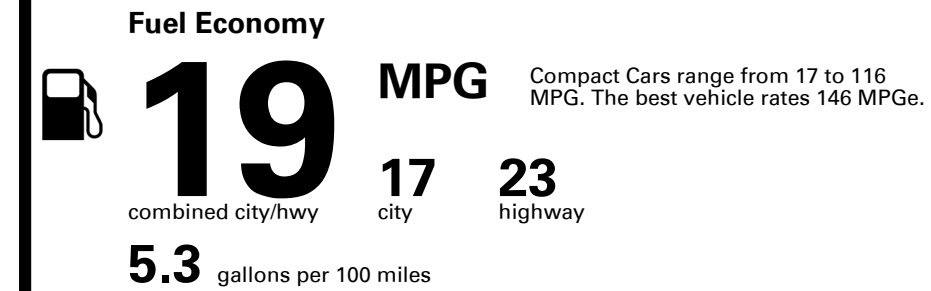 Fuel Economy
19 MPG
Compact Cars range from 17 to 116
MPG. The best vehicle rates 146 MPGe.
17 23
combined city/hwy city highway
5.3 gallons per 100 miles